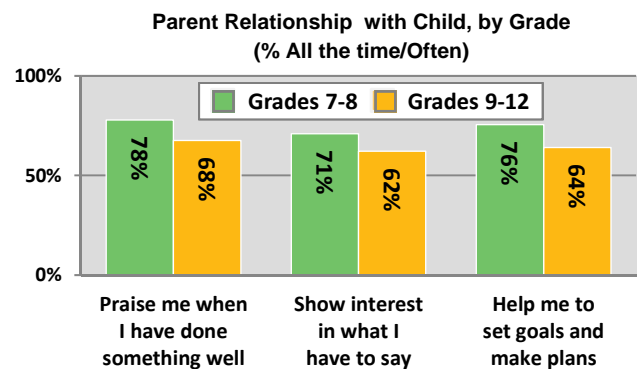 Parent Relationship with Child, by Grade
(% All the time/Often)
100%
Grades 7-8 Grades 9-12
78%
68%
71%
62%
76%
64%
50%
0%
Praise me when
I have done
something well
Show interest
in what I
have to say
Help me to
set goals and
make plans